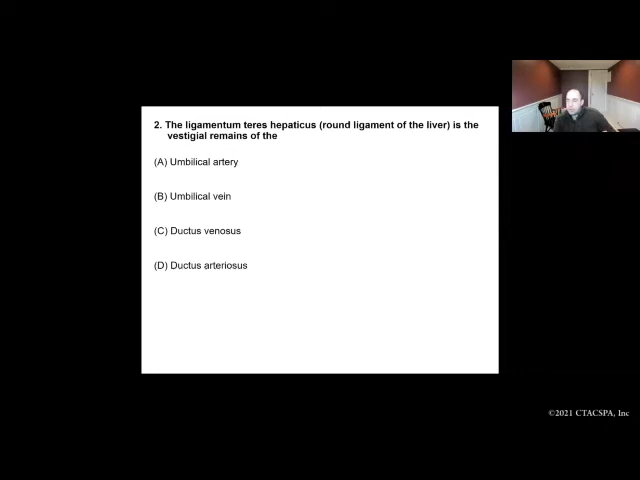 2. The ligamentum teres hepaticus (round ligament of the liver) is the
vestigial remains of the
(A) Umbilical artery
(B) Umbilical vein
(C) Ductus venosus
(D) Ductus arteriosus
©2021 CTACSPA, Inc